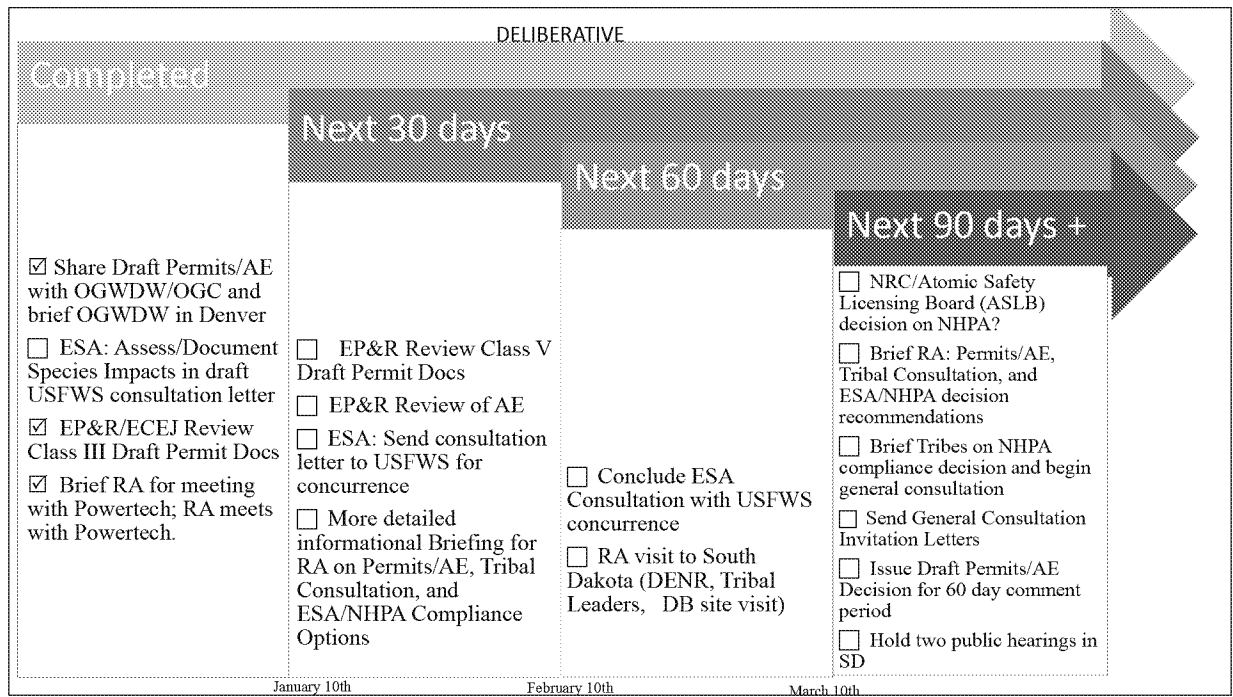 DELIBERATIVE
Completed
Next 30 days
Next 60 days
Next 90 days +
☑ Share Draft Permits/AE
with OGWDW/OGC and
brief OGWDW in Denver
☐ ESA: Assess/Document
Species Impacts in draft
USFWS consultation letter
☑ EP&R/ECEJ Review
Class III Draft Permit Docs
☑ Brief RA for meeting
with Powertech; RA meets
with Powertech.
☐ EP&R Review Class V
Draft Permit Docs
☐ EP&R Review of AE
☐ ESA: Send consultation
letter to USFWS for
concurrence
☐ More detailed
informational Briefing for
RA on Permits/AE, Tribal
Consultation, and
ESA/NHPA Compliance
Options
☐ Conclude ESA
Consultation with USFWS
concurrence
☐ RA visit to South
Dakota (DENR, Tribal
Leaders, DB site visit)
☐ NRC/Atomic Safety
Licensing Board (ASLB)
decision on NHPA?
☐ Brief RA: Permits/AE,
Tribal Consultation, and
ESA/NHPA decision
recommendations
☐ Brief Tribes on NHPA
compliance decision and begin
general consultation
☐ Send General Consultation
Invitation Letters
☐ Issue Draft Permits/AE
Decision for 60 day comment
period
☐ Hold two public hearings in
SD
January 10th
February 10th
March 10th